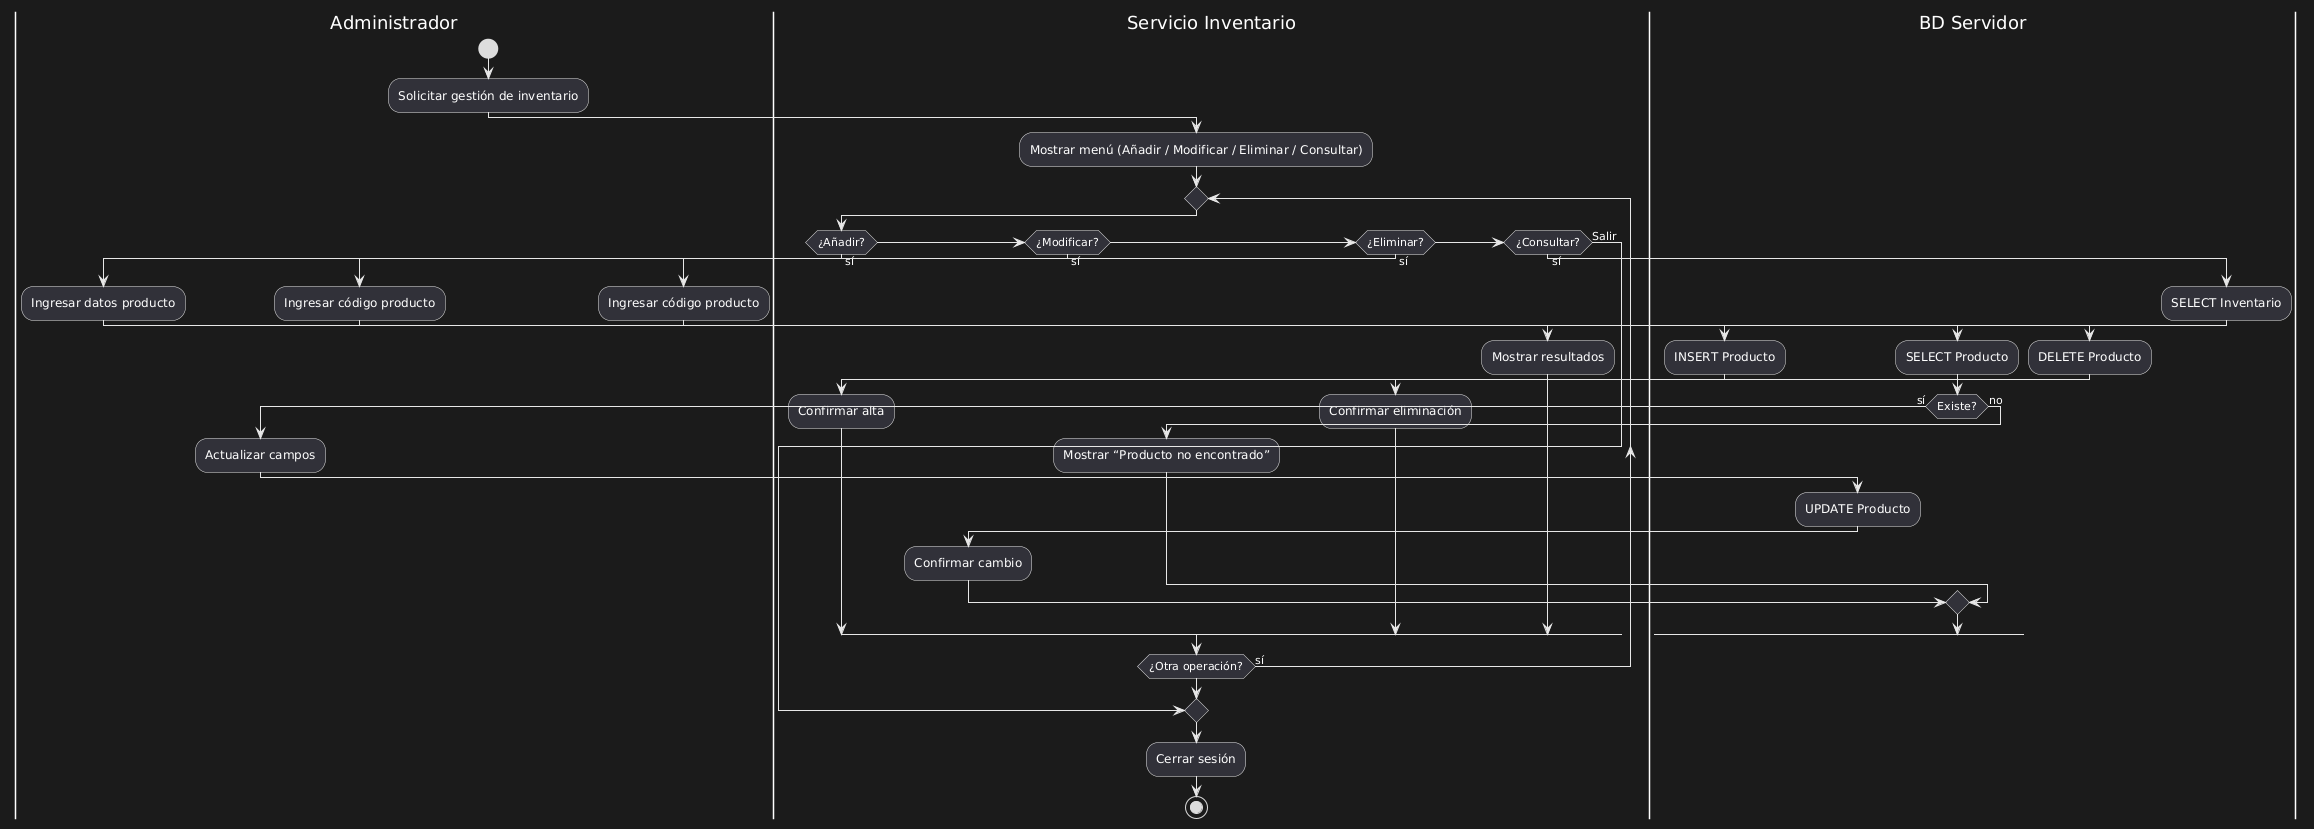 Administrador
Servicio Inventario
BD Servidor
Solicitar gestión de inventario
Mostrar menú (Añadir / Modificar / Eliminar / Consultar)
¿Añadir?
¿Modificar?
¿Eliminar?
¿Consultar?
Salir
sí
sí
sí
sí
Ingresar datos producto
Ingresar código producto
Ingresar código producto
SELECT Inventario
Mostrar resultados
INSERT Producto
SELECT Producto
DELETE Producto
Confirmar alta
Confirmar eliminación
sí
Existe?
no
Actualizar campos
Mostrar “Producto no encontrado”
UPDATE Producto
Confirmar cambio
¿Otra operación?
sí
Cerrar sesión